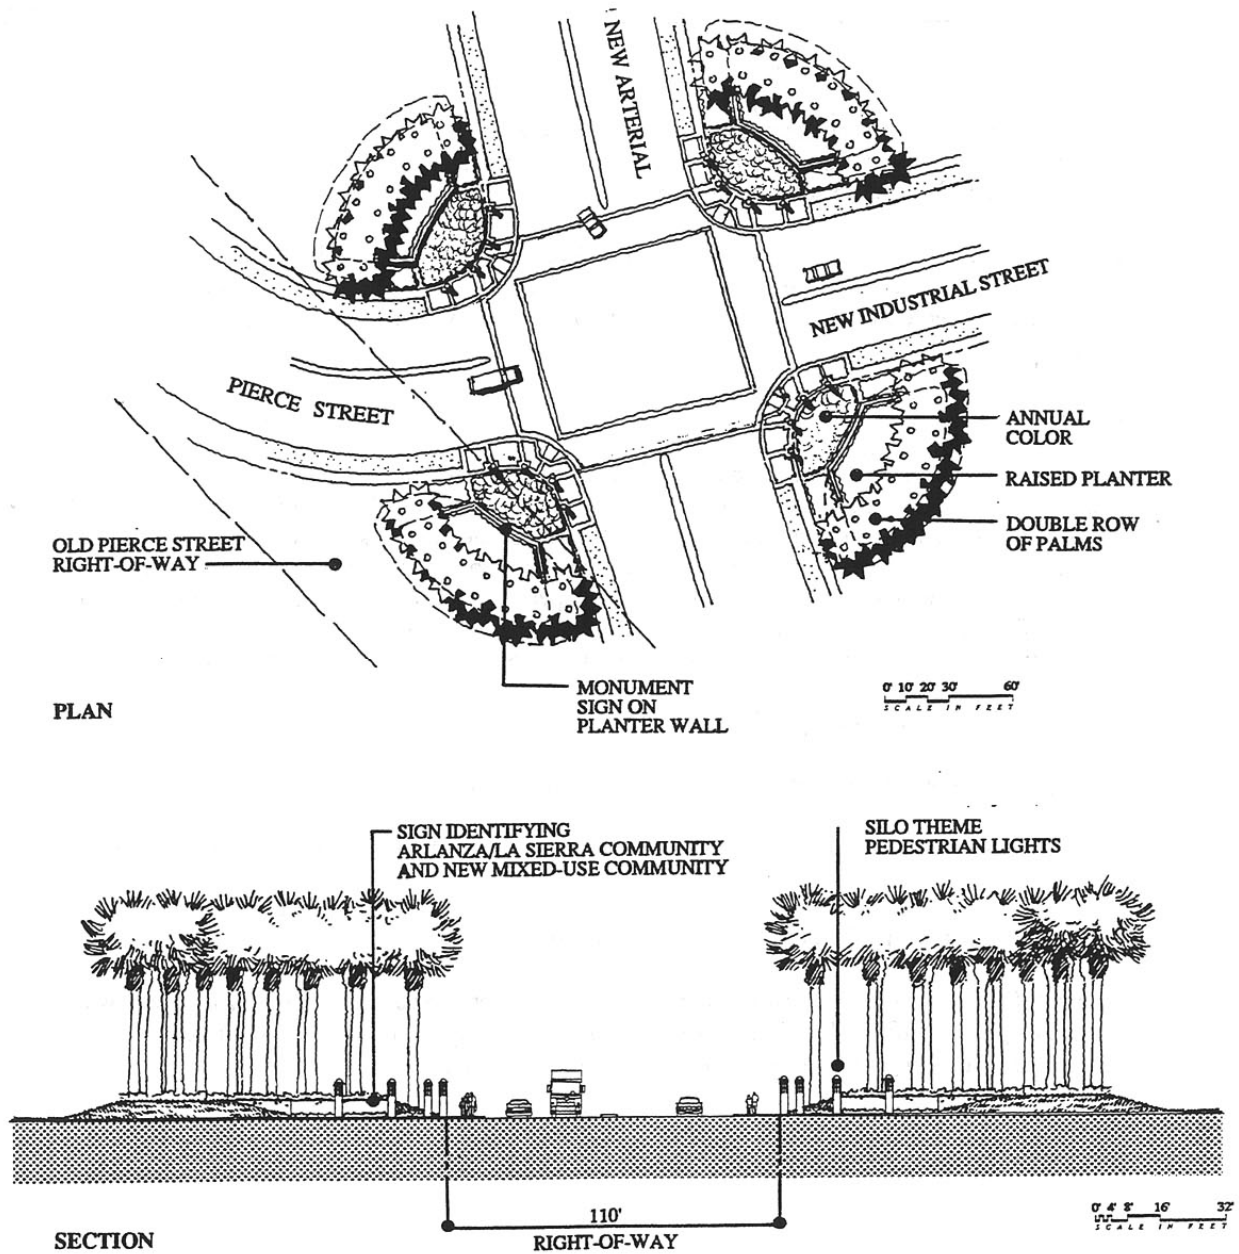 NEW ARTERIAL
NEW INDUSTRIAL STREET
PIERCE STREET
ANNUAL
COLOR
RAISED PLANTER
DOUBLE ROW
OF PALMS
OLD PIERCE STREET
RIGHT-OF-WAY
MONUMENT
SIGN ON
PLANTER WALL
0' 10' 20' 30' 60'
SCALE IN FEET
PLAN
SIGN IDENTIFYING
ARLANZA/LA SIERRA COMMUNITY
AND NEW MIXED-USE COMMUNITY
SILO THEME
PEDESTRIAN LIGHTS
110'
RIGHT-OF-WAY
0' 4' 8' 16' 32'
SCALE IN FEET
SECTION